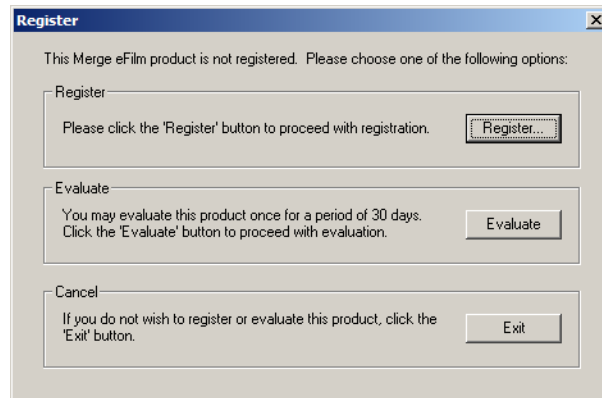 Register
This Merge eFilm product is not registered.  Please choose one of the following options:
Register
Please click the 'Register' button to proceed with registration.
Register...
Evaluate
You may evaluate this product once for a period of 30 days.
Click the 'Evaluate' button to proceed with evaluation.
Evaluate
Cancel
If you do not wish to register or evaluate this product, click the
'Exit' button.
Exit